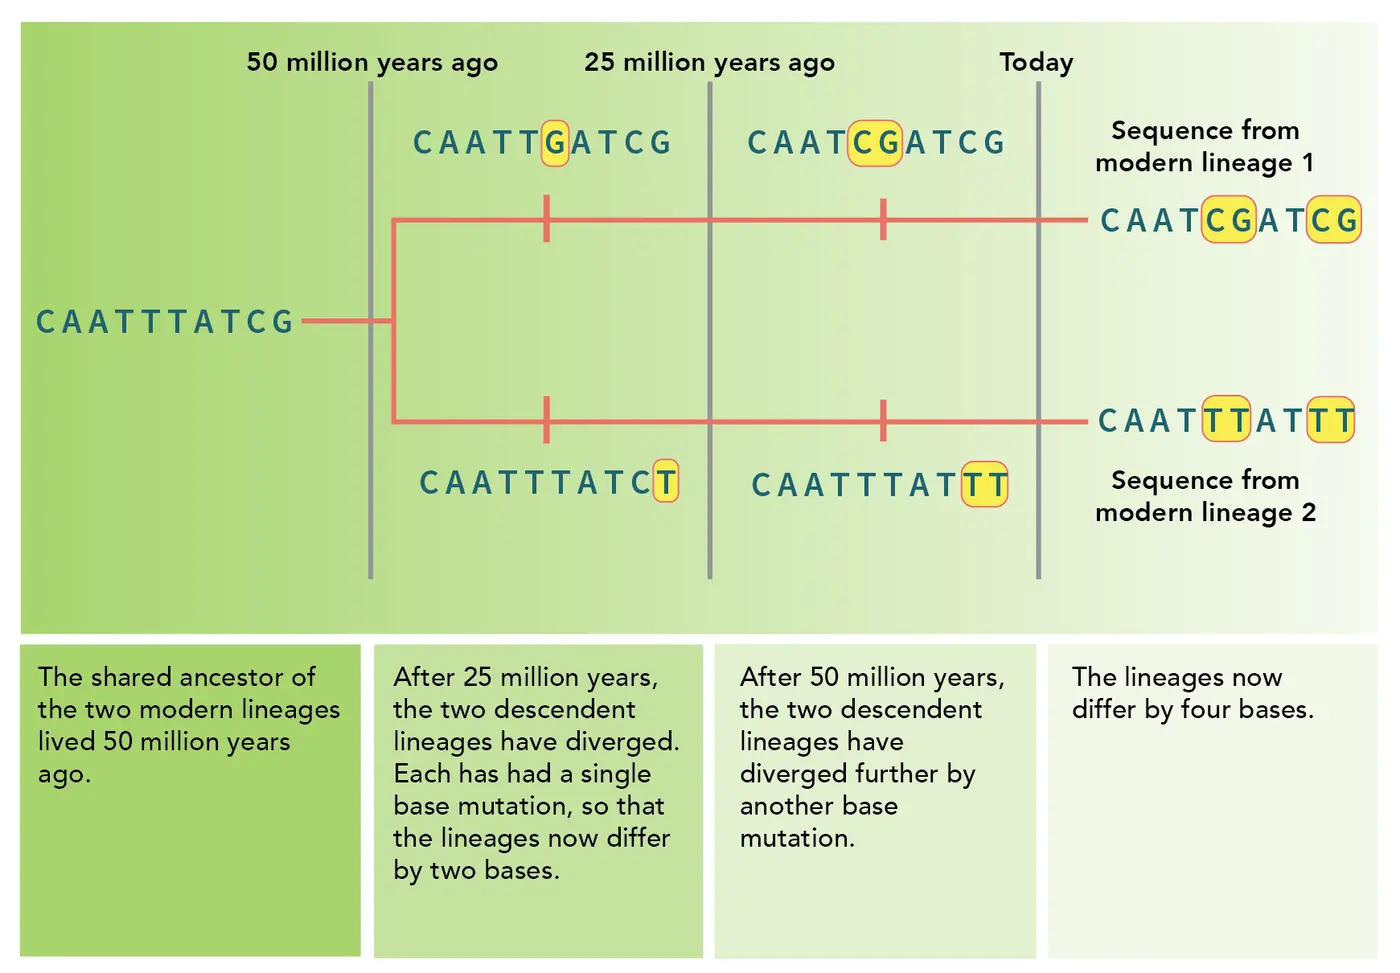 50 million years ago
25 million years ago
Today
CAATTGATCG
CAATCGATCG
Sequence from
modern lineage 1
CAATCGATCG
CAATTTATCG
CAATTTATTT
CAATTTATCT
CAATTTATTT
Sequence from
modern lineage 2
The shared ancestor of
the two modern lineages
lived 50 million years
ago.
After 25 million years,
the two descendent
lineages have diverged.
Each has had a single
base mutation, so that
the lineages now differ
by two bases.
After 50 million years,
the two descendent
lineages have
diverged further by
another base
mutation.
The lineages now
differ by four bases.